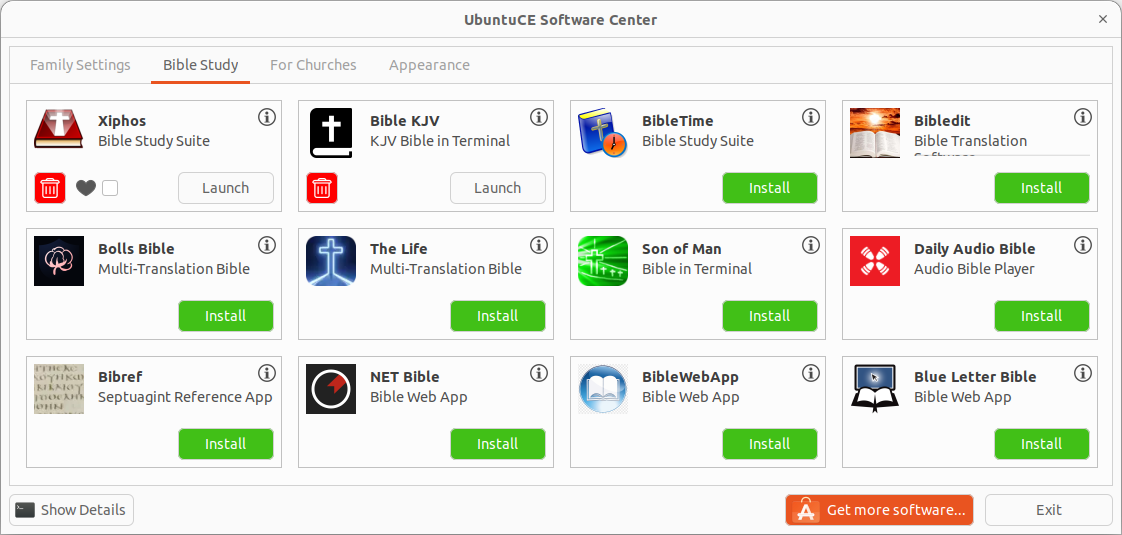 UbuntuCE Software Center
Family Settings
Bible Study
For Churches
Appearance
Xiphos
Bible Study Suite
Launch
Bible KJV
KJV Bible in Terminal
Launch
BibleTime
Bible Study Suite
Install
Bibledit
Bible Translation
Install
Bolls Bible
Multi-Translation Bible
Install
The Life
Multi-Translation Bible
Install
Son of Man
Bible in Terminal
Install
Daily Audio Bible
Audio Bible Player
Install
Bibref
Septuagint Reference App
Install
NET Bible
Bible Web App
Install
BibleWebApp
Bible Web App
Install
Blue Letter Bible
Bible Web App
Install
Show Details
Get more software...
Exit